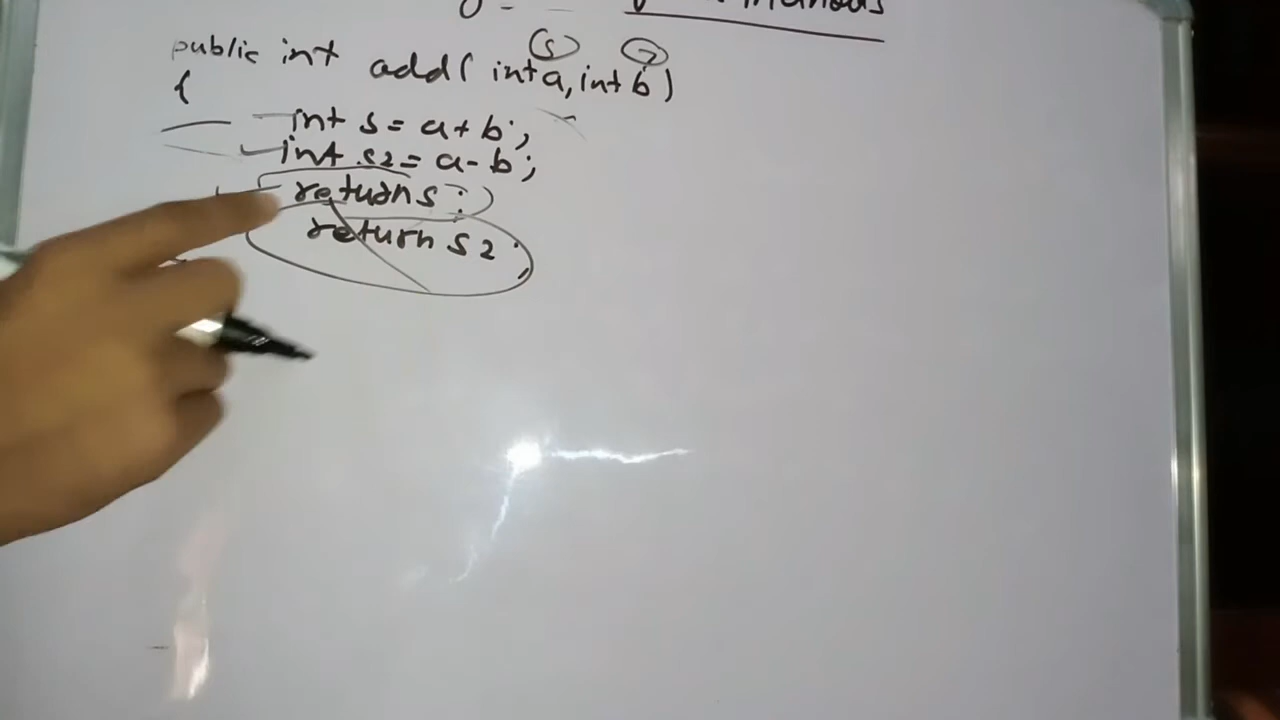 public int add( int a, int b )
{
int s = a + b ;
int s2 = a - b ;
return s ;
return s2 ;